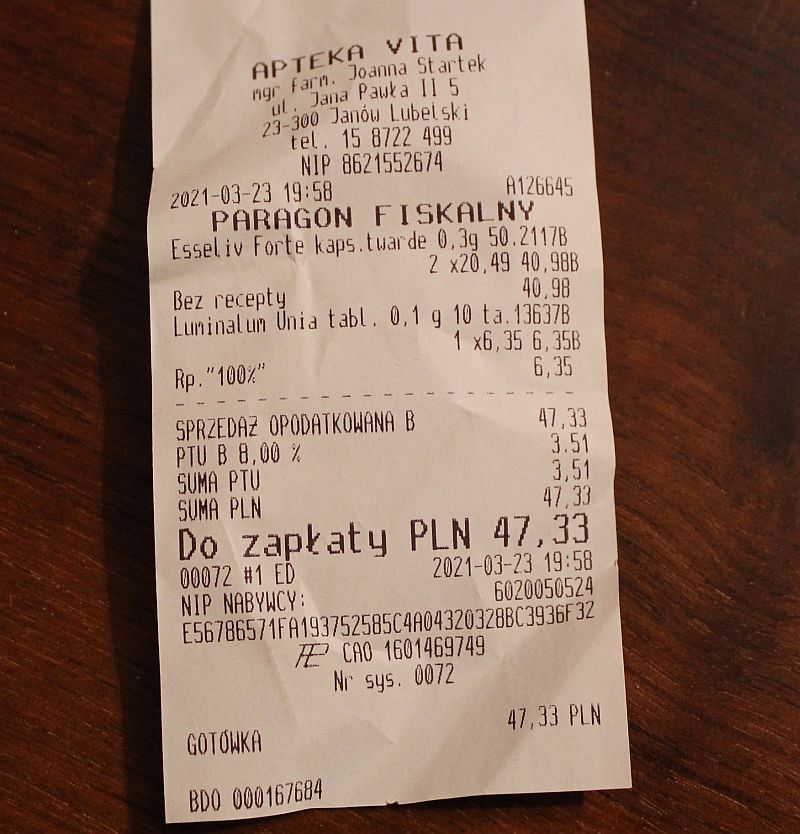 APTEKA VITA
mgr farm. Joanna Startek
ul. Jana Pawła II 5
23-300 Janów Lubelski
tel. 15 8722 499
NIP 8621552674
2021-03-23 19:58 A126645
PARAGON FISKALNY
Esseliv Forte kaps.twarde 0,3g 50.2117B
2 x20,49 40,98B
Bez recepty 40,98
Luminalum Unia tabl. 0,1 g 10 ta.13637B
1 x6,35 6,35B
Rp."100%" 6,35
SPRZEDAŻ OPODATKOWANA B 47,33
PTU B 8,00 % 3.51
SUMA PTU 3,51
SUMA PLN 47,33
Do zapłaty PLN 47,33
00072 #1 ED 2021-03-23 19:58
NIP NABYWCY: 6020050524
E56786571FA193752585C4A04320328BC3936F32
CAO 1601469749
Nr sys. 0072
GOTÓWKA 47,33 PLN
BDO 000167684